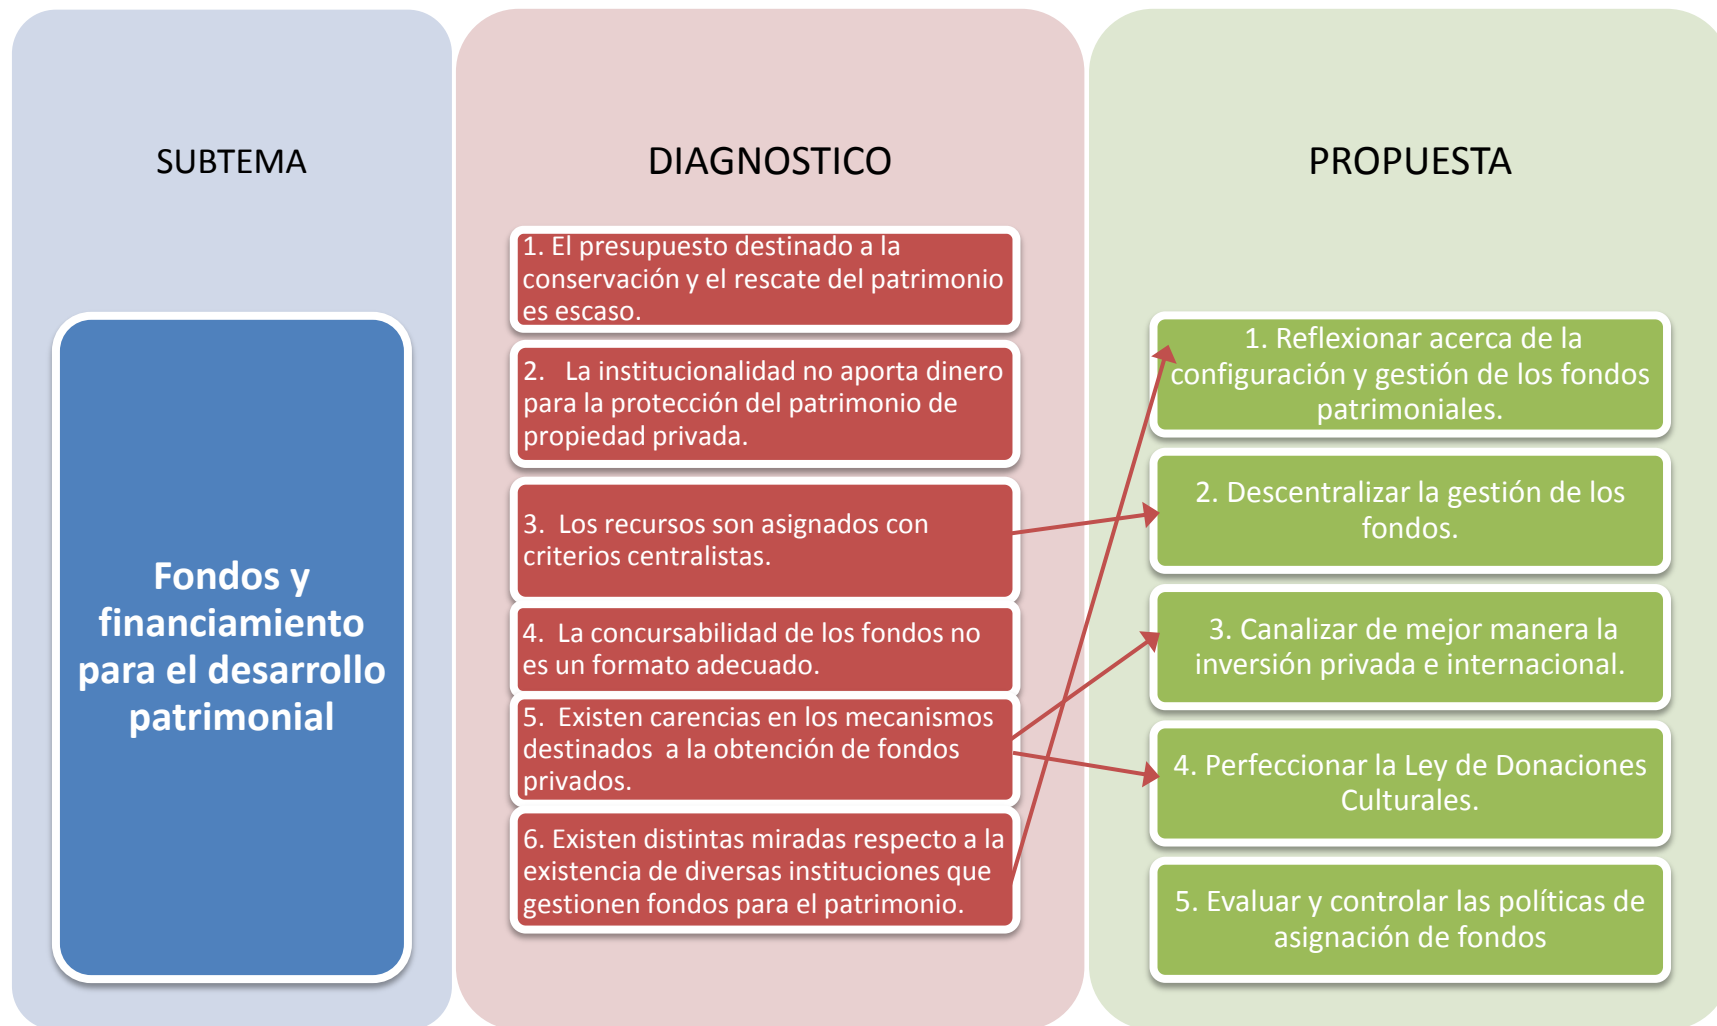 SUBTEMA
Fondos y
financiamiento
para el desarrollo
patrimonial
DIAGNOSTICO
1. El presupuesto destinado a la
conservación y el rescate del patrimonio
es escaso.
2. La institucionalidad no aporta dinero
para la protección del patrimonio de
propiedad privada.
3. Los recursos son asignados con
criterios centralistas.
4. La concursabilidad de los fondos no
es un formato adecuado.
5. Existen carencias en los mecanismos
destinados a la obtención de fondos
privados.
6. Existen distintas miradas respecto a la
existencia de diversas instituciones que
gestionen fondos para el patrimonio.
PROPUESTA
1. Reflexionar acerca de la
configuración y gestión de los fondos
patrimoniales.
2. Descentralizar la gestión de los
fondos.
3. Canalizar de mejor manera la
inversión privada e internacional.
4. Perfeccionar la Ley de Donaciones
Culturales.
5. Evaluar y controlar las políticas de
asignación de fondos